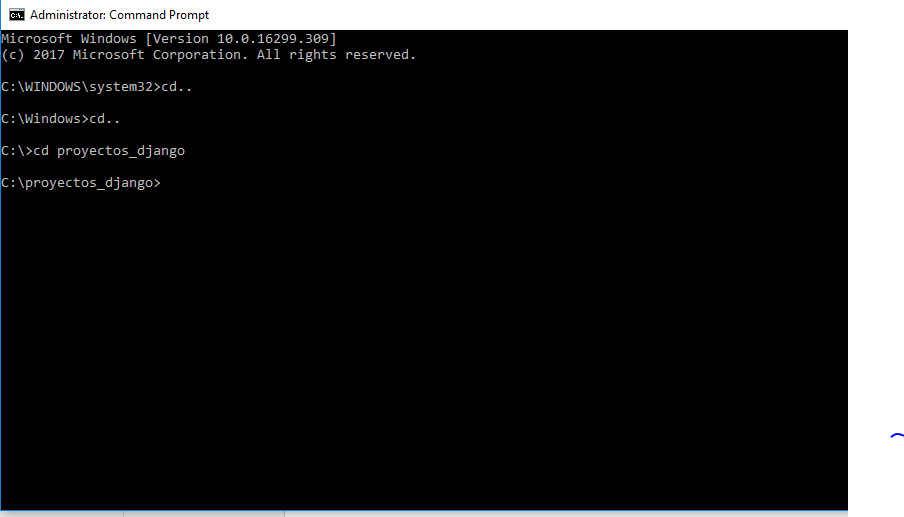 Administrator: Command Prompt
Microsoft Windows [Version 10.0.16299.309]
(c) 2017 Microsoft Corporation. All rights reserved.
C:\WINDOWS\system32>cd..
C:\Windows>cd..
C:\>cd proyectos_django
C:\proyectos_django>